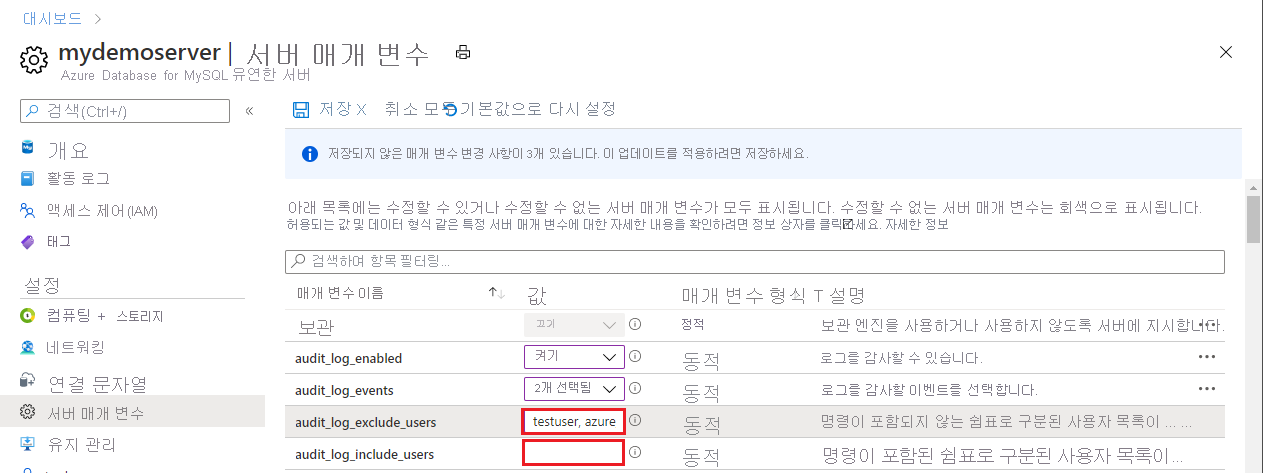 대시보드 >
mydemoserver | 서버 매개 변수
Azure Database for MySQL 유연한 서버
검색(Ctrl+/) «
저장 X 취소 모두 기본값으로 다시 설정
개요
저장되지 않은 매개 변수 변경 사항이 3개 있습니다. 이 업데이트를 적용하려면 저장하세요.
활동 로그
액세스 제어(IAM)
태그
아래 목록에는 수정할 수 있거나 수정할 수 없는 서버 매개 변수가 모두 표시됩니다. 수정할 수 없는 서버 매개 변수는 회색으로 표시됩니다.
허용되는 값 및 데이터 형식 같은 특정 서버 매개 변수에 대한 자세한 내용을 확인하려면 정보 상자를 클릭하세요. 자세한 정보
검색하여 항목 필터링...
설정
매개 변수 이름 ↑↓ 값 매개 변수 형식 T 설명
컴퓨팅 + 스토리지
보관 끄기 정적 보관 엔진을 사용하거나 사용하지 않도록 서버에 지시합니다. ...
네트워킹
audit_log_enabled 켜기 동적 로그를 감사할 수 있습니다. ...
연결 문자열
audit_log_events 2개 선택됨 동적 로그를 감사할 이벤트를 선택합니다. ...
서버 매개 변수
audit_log_exclude_users testuser, azure 동적 명령이 포함되지 않는 쉼표로 구분된 사용자 목록이 ... ...
유지 관리
audit_log_include_users 동적 명령이 포함된 쉼표로 구분된 사용자 목록이...